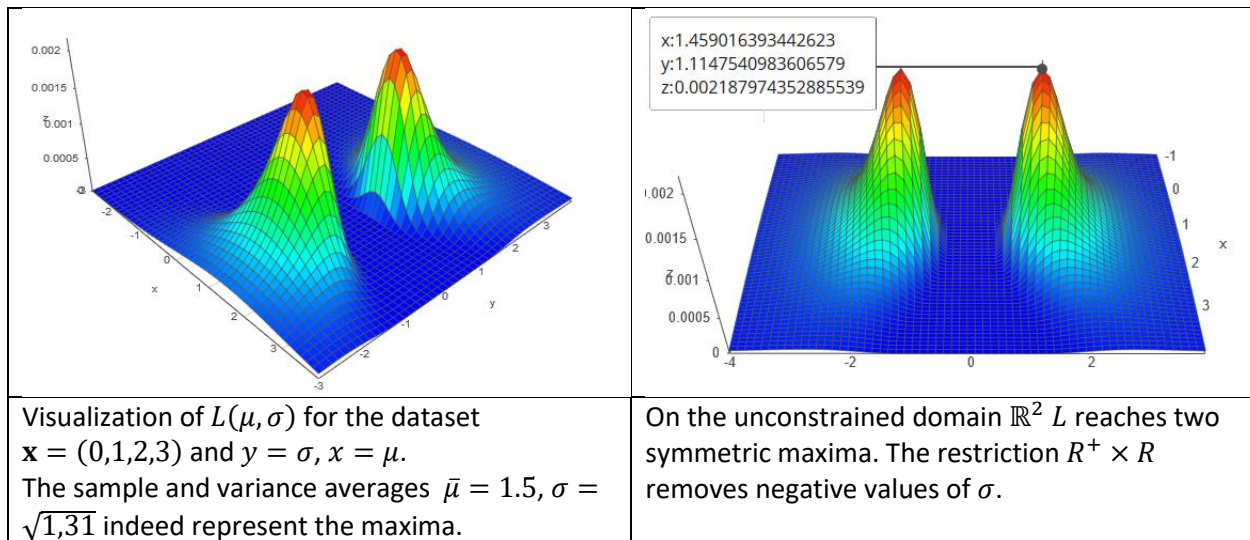 0.002
0.0015
0.001
0.0005
-2
-1
0
1
2
3
x
-3
-2
-1
0
1
2
3
y
x:1.459016393442623
y:1.1147540983606579
z:0.002187974352885539
0.0015
0.001
0.0005
0
-4
-2
0
2
-1
0
1
2
3
x
Visualization of L(μ, σ) for the dataset
𝐱 = (0,1,2,3) and y = σ, x = μ.
The sample and variance averages μ̄ = 1.5, σ =
√1,31 indeed represent the maxima.
On the unconstrained domain ℝ² L reaches two
symmetric maxima. The restriction R⁺ × R
removes negative values of σ.